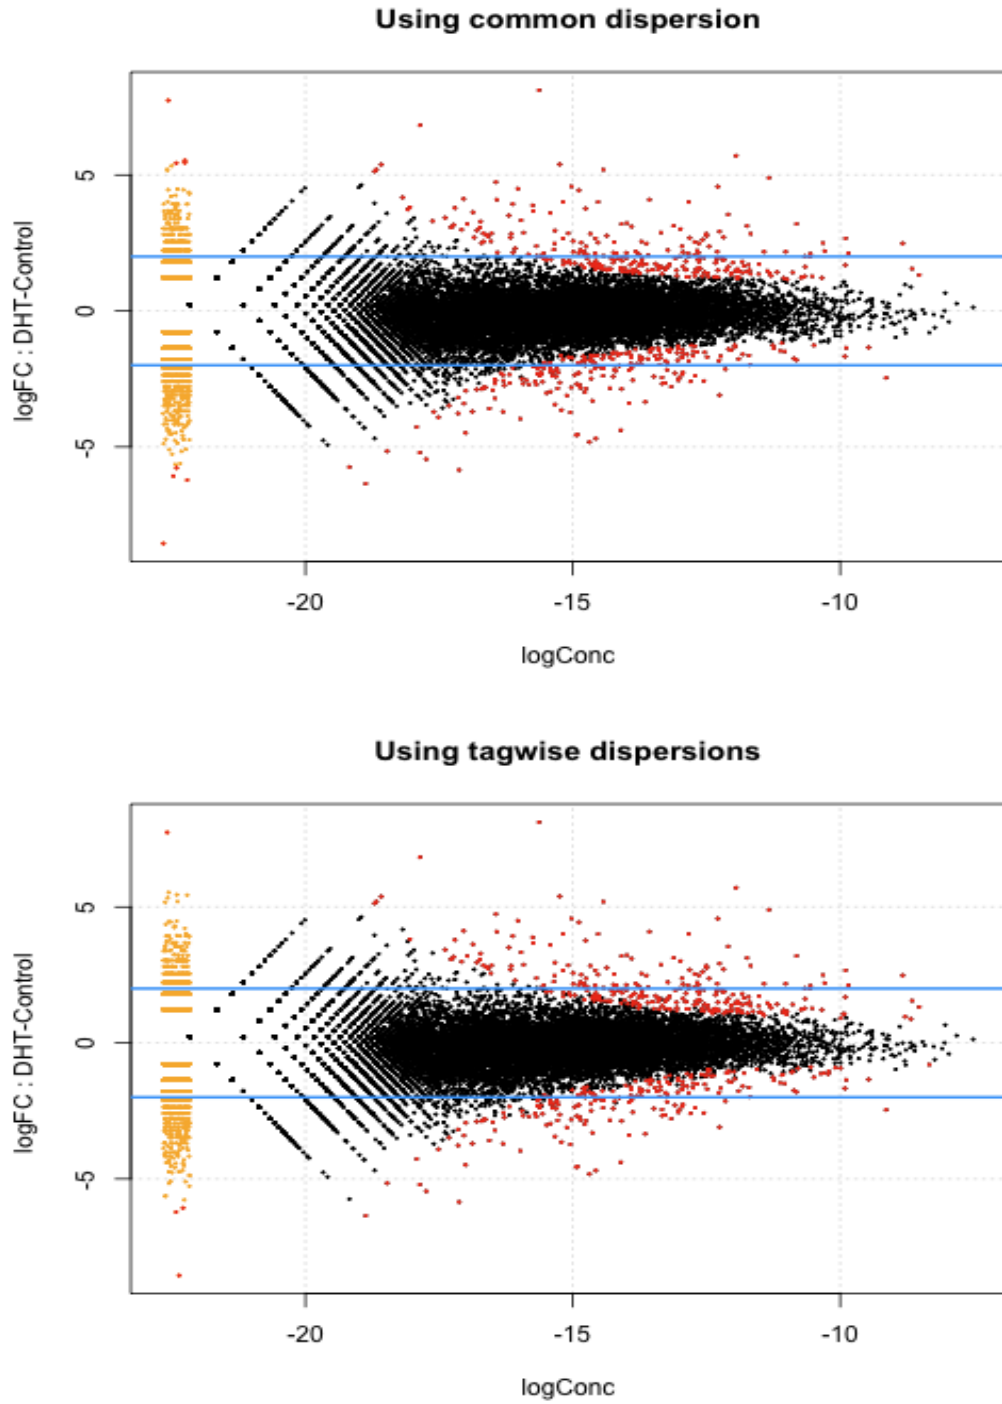 Using common dispersion
logFC : DHT-Control
5
0
-5
-20 -15 -10
logConc
Using tagwise dispersions
logFC : DHT-Control
5
0
-5
-20 -15 -10
logConc